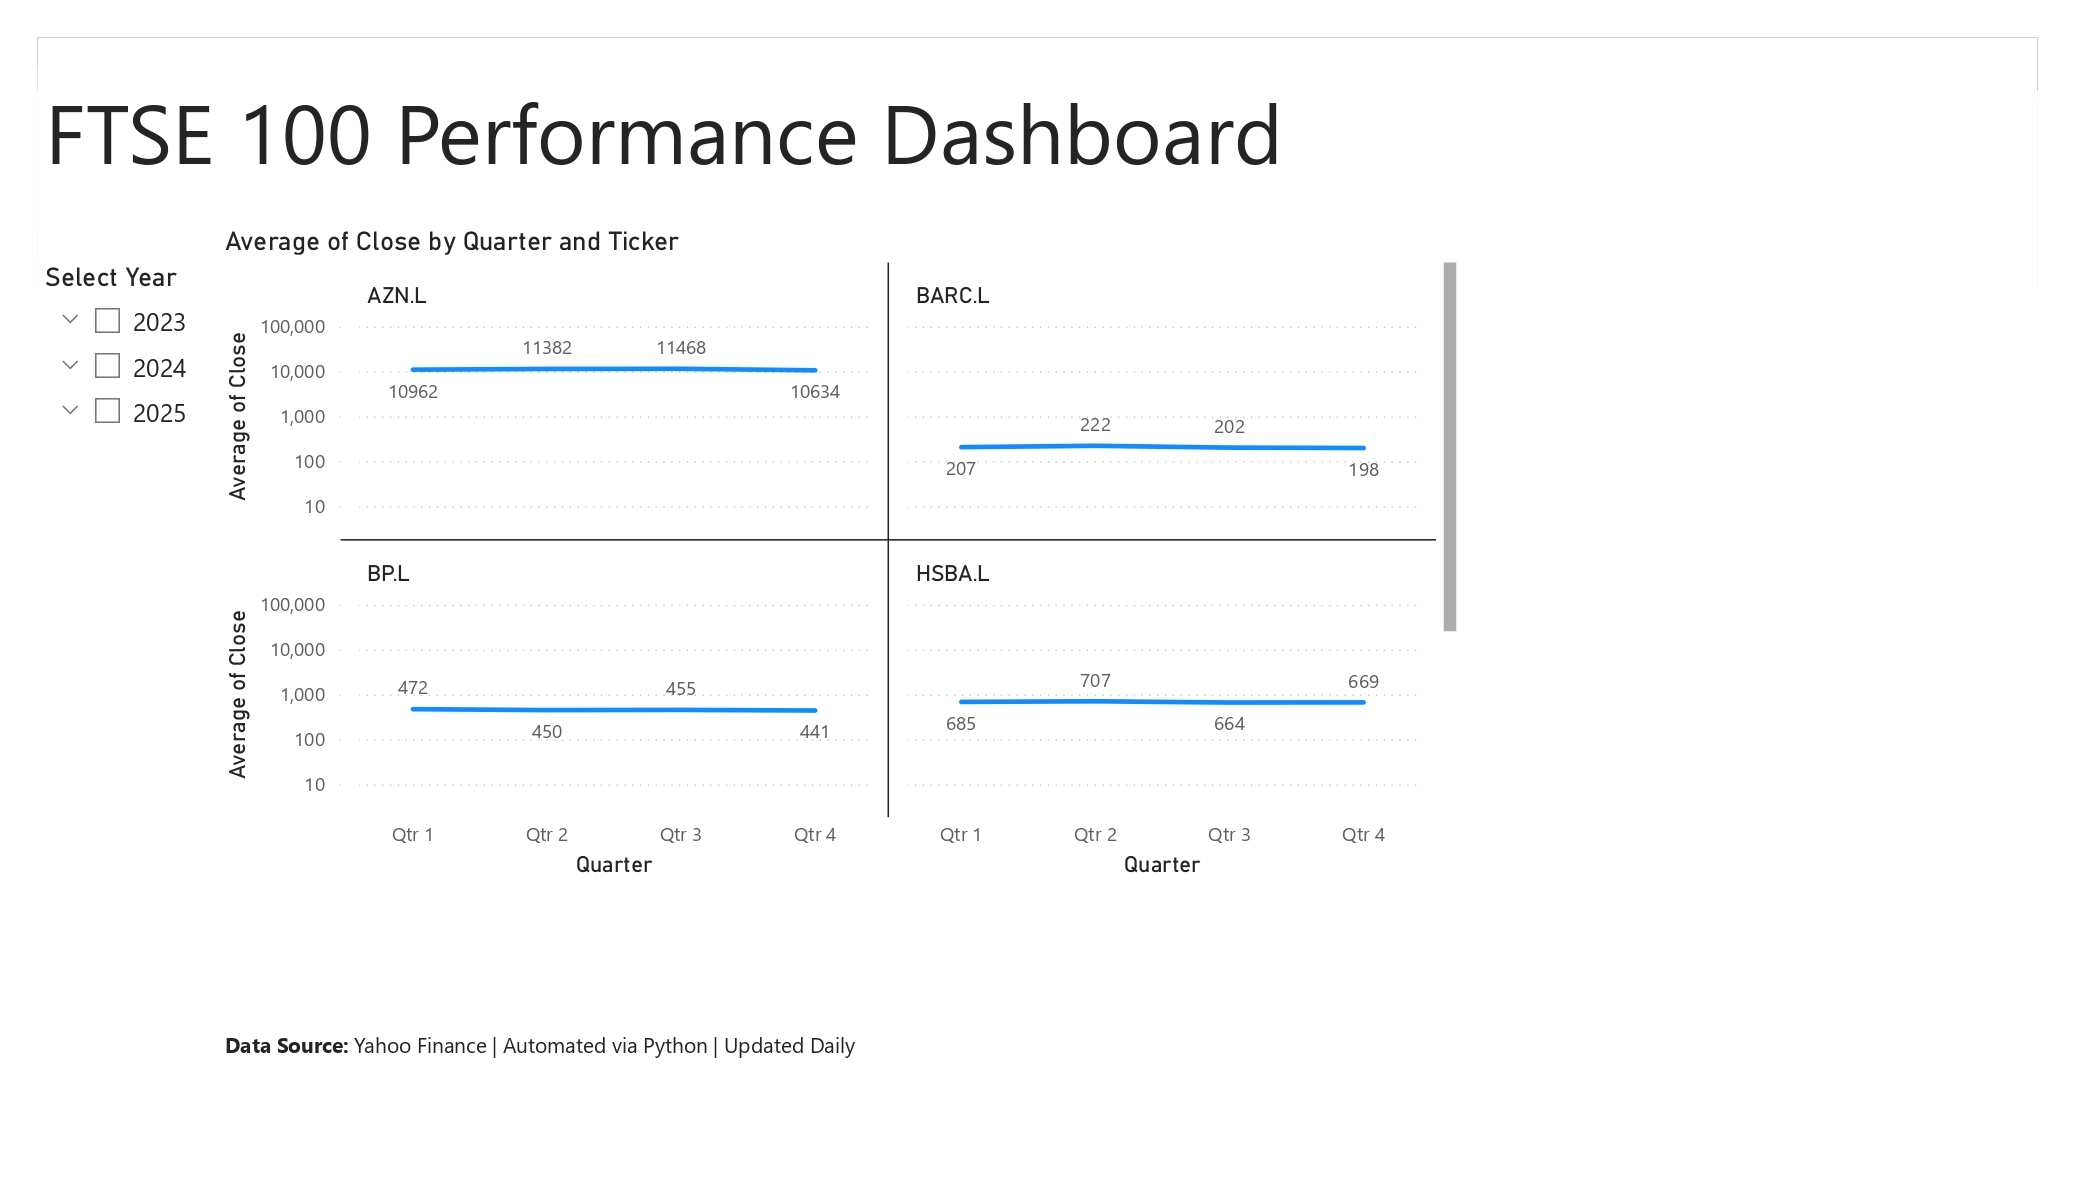 FTSE 100 Performance Dashboard
Average of Close by Quarter and Ticker
Select Year
2023
2024
2025
AZN.L
Average of Close
100,000
10,000
1,000
100
10
10962
11382
11468
10634
BARC.L
207
222
202
198
BP.L
Average of Close
100,000
10,000
1,000
100
10
472
450
455
441
HSBA.L
685
707
664
669
Qtr 1 Qtr 2 Qtr 3 Qtr 4
Quarter
Qtr 1 Qtr 2 Qtr 3 Qtr 4
Quarter
Data Source: Yahoo Finance | Automated via Python | Updated Daily